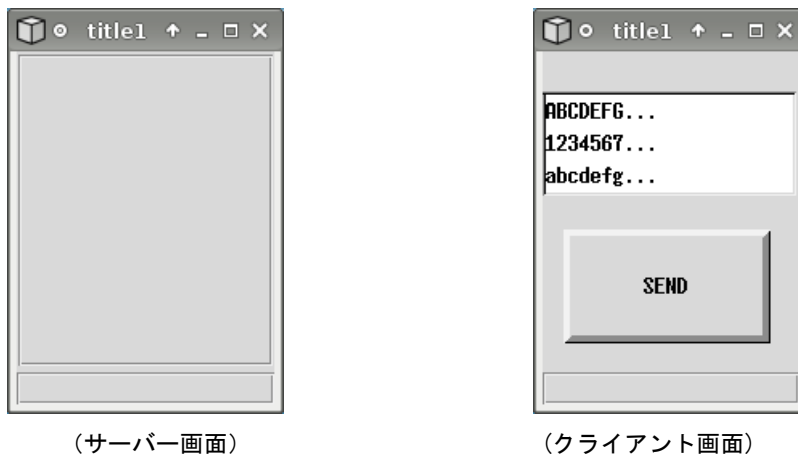 title1
title1
ABCDEFG...
1234567...
abcdefg...
SEND
（サーバー画面）
（クライアント画面）